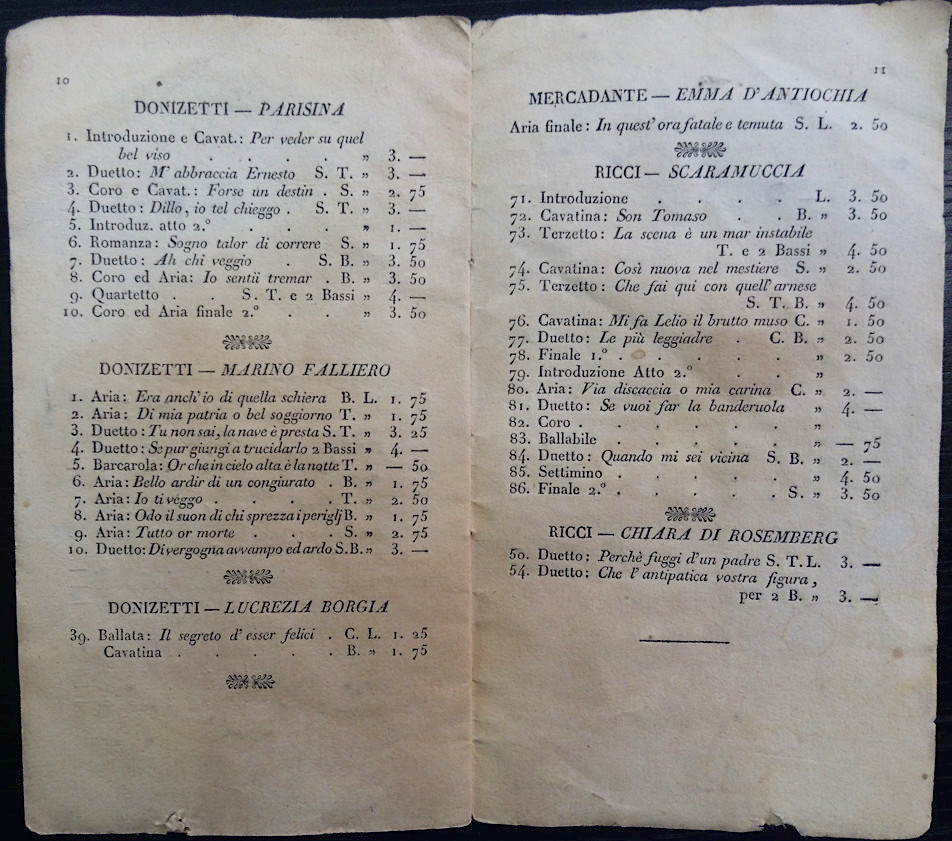 10
DONIZETTI — PARISINA
1. Introduzione e Cavat.: Per veder su quel
bel viso . . . . „ 3. —
2. Duetto: M' abbraccia Ernesto S. T. „ 3. —
3. Coro e Cavat.: Forse un destin . S. „ 2. 75
4. Duetto: Dillo, io tel chieggo . S. T. „ 3. —
5. Introduz. atto 2.° . . . „ 1. —
6. Romanza: Sogno talor di correre S. „ 1. 75
7. Duetto: Ah chi veggio . S. B. „ 3. 50
8. Coro ed Aria: Io sentii tremar . B. „ 3. 50
9. Quartetto . . S. T. e 2 Bassi „ 4. —
10. Coro ed Aria finale 2.° . . „ 3. 50
DONIZETTI — MARINO FALLIERO
1. Aria: Era anch' io di quella schiera B. L. 1. 75
2. Aria: Di mia patria o bel soggiorno T. „ 1. 75
3. Duetto: Tu non sai, la nave è presta S. T. „ 3. 25
4. Duetto: Se pur giungi a trucidarlo 2 Bassi „ 4. —
5. Barcarola: Or che in cielo alta è la notte T. „ — 50
6. Aria: Bello ardir di un congiurato . B. „ 1. 75
7. Aria: Io ti veggo . . . . T. „ 2. 50
8. Aria: Odo il suon di chi sprezza i periglj B. „ 1. 75
9. Aria: Tutto or morte . . . S. „ 2. 75
10. Duetto: Di vergogna avvampo ed ardo S. B. „ 3. —
DONIZETTI — LUCREZIA BORGIA
39. Ballata: Il segreto d' esser felici . C. L. 1. 25
Cavatina . . . . . B. „ 1. 75
11
MERCADANTE — EMMA D'ANTIOCHIA
Aria finale: In quest' ora fatale e temuta S. L. 2. 50
RICCI — SCARAMUCCIA
71. Introduzione . . . . L. 3. 50
72. Cavatina: Son Tomaso . . B. „ 3. 50
73. Terzetto: La scena è un mar instabile
T. e 2 Bassi „ 4. 50
74. Cavatina: Così nuova nel mestiere S. „ 2. 50
75. Terzetto: Che fai qui con quell' arnese
S. T. B. „ 4. 50
76. Cavatina: Mi fa Lelio il brutto muso C. „ 1. 50
77. Duetto: Le più leggiadre . C. B. „ 2. 50
78. Finale 1.° . . . . . „ 2. 50
79. Introduzione Atto 2.° . . „
80. Aria: Via discaccia o mia carina C. „ 2. —
81. Duetto: Se vuoi far la banderuola „ 4. —
82. Coro . . . . . . „
83. Ballabile . . . . . „ — 75
84. Duetto: Quando mi sei vicina S. B. „ 2. —
85. Settimino . . . . . „ 4. 50
86. Finale 2.° . . . . S. „ 3. 50
RICCI — CHIARA DI ROSEMBERG
50. Duetto: Perchè fuggi d'un padre S. T. L. 3. —
54. Duetto: Che l' antipatica vostra figura,
per 2 B. „ 3. —